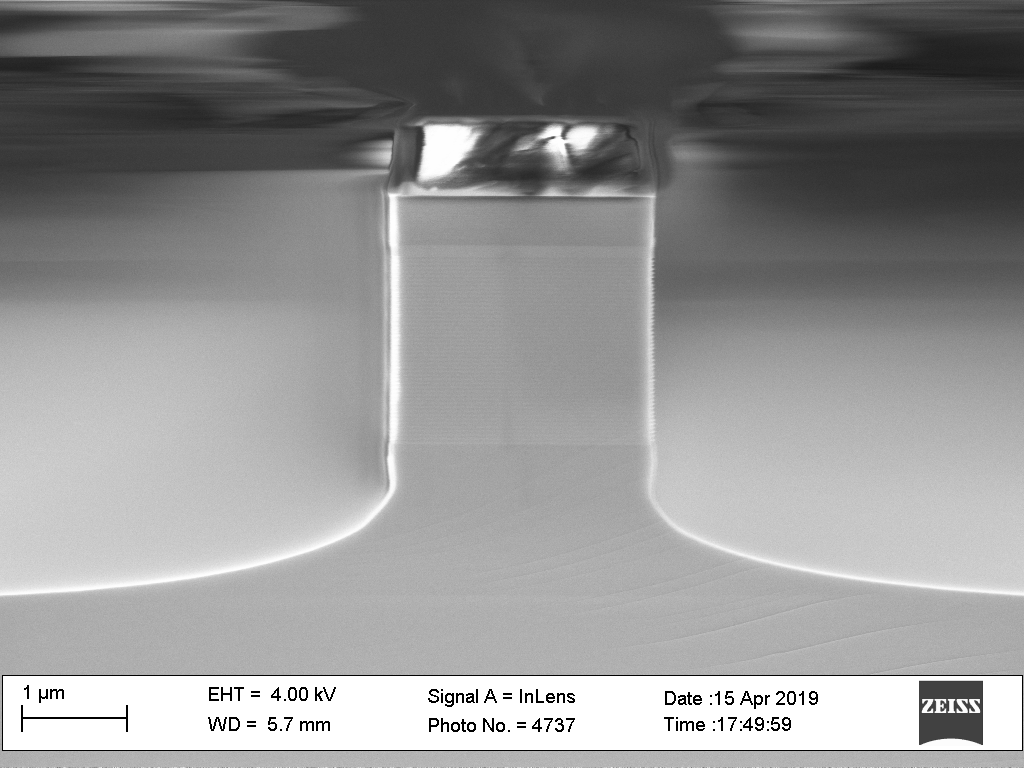 1 µm
EHT = 4.00 kV
WD = 5.7 mm
Signal A = InLens
Photo No. = 4737
Date :15 Apr 2019
Time :17:49:59
ZEISS